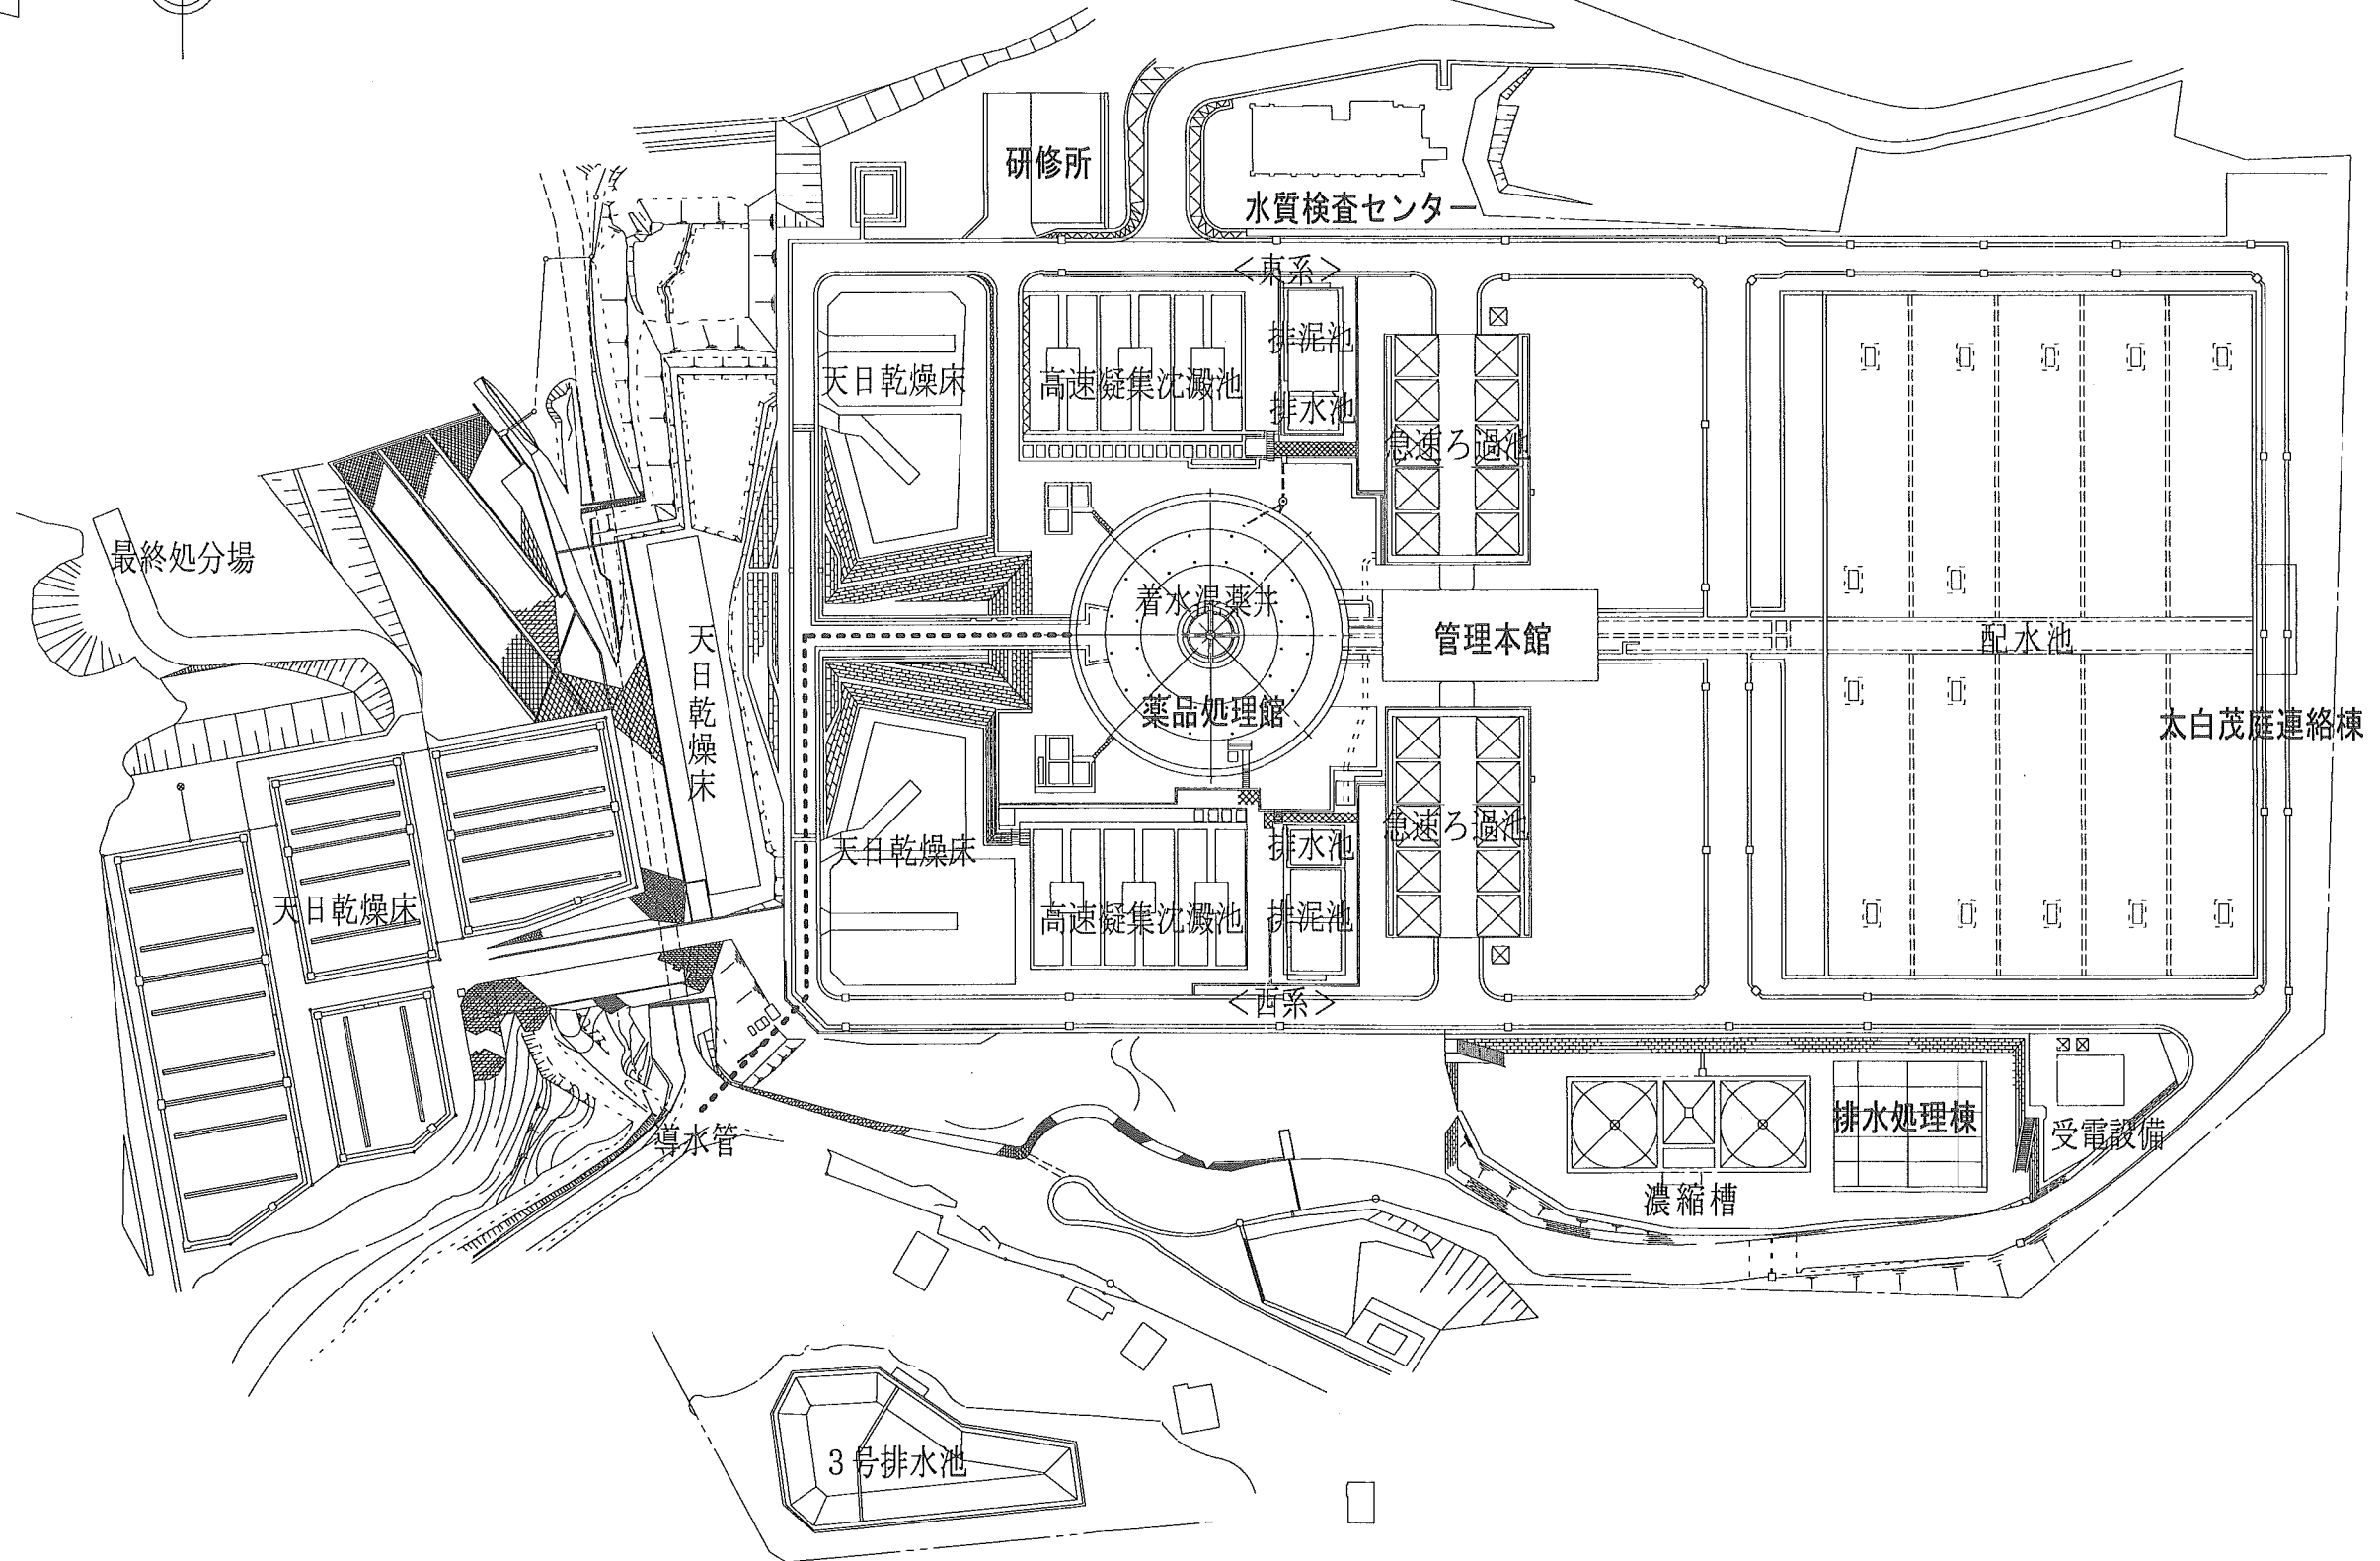 研修所
水質検査センター
＜東系＞
排泥池
天日乾燥床
高速凝集沈澱池
排水池
急速ろ過池
最終処分場
着水混薬井
管理本館
配水池
天日乾燥床
薬品処理館
太白茂庭連絡棟
急速ろ過池
排水池
天日乾燥床
天日乾燥床
高速凝集沈澱池
排泥池
＜西系＞
排水処理棟
受電設備
導水管
濃縮槽
3号排水池